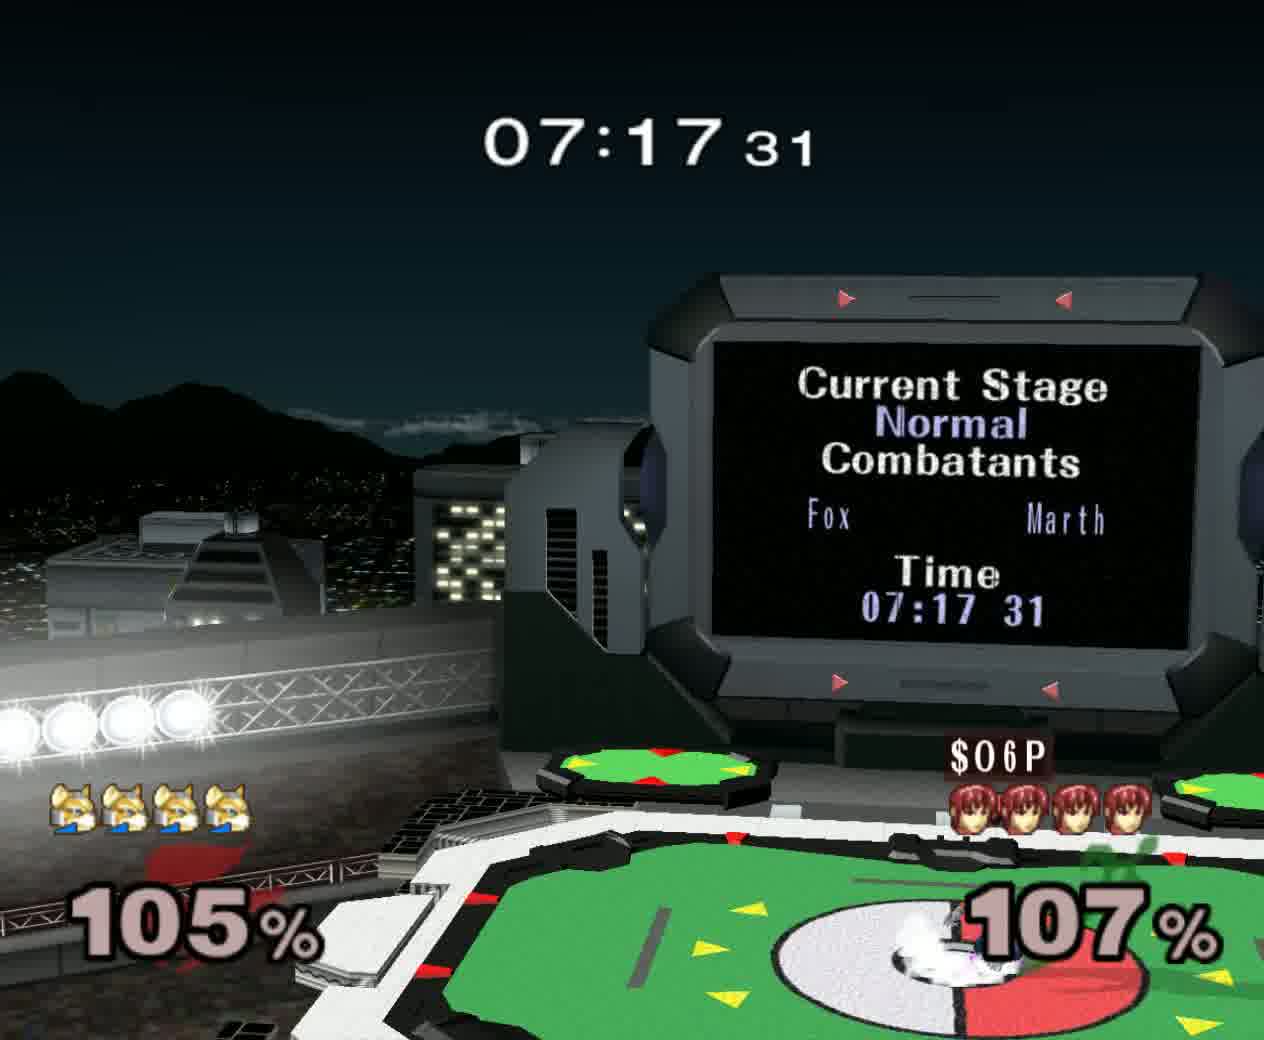 07:17 31
Current Stage
Normal
Combatants
Fox Marth
Time
07:17 31
$06P
105%
107%